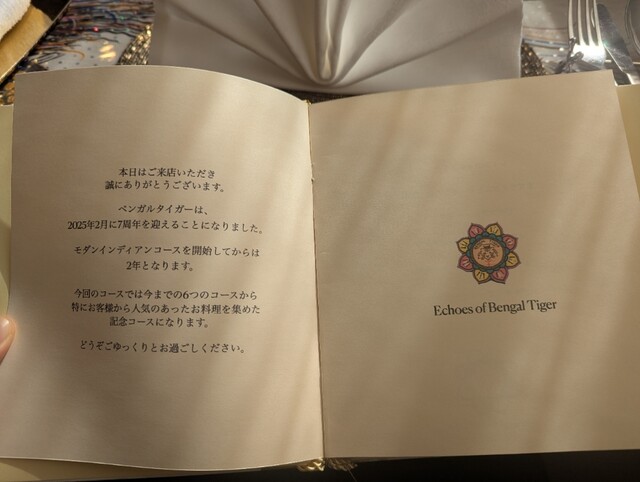 本日はご来店いただき
誠にありがとうございます。
ベンガルタイガーは、
2025年2月に7周年を迎えることになりました。
モダンインディアンコースを開始してからは
2年となります。
今回のコースでは今までの6つのコースから
特にお客様から人気のあったお料理を集めた
記念コースになります。
どうぞごゆっくりとお過ごしください。
Echoes of Bengal Tiger